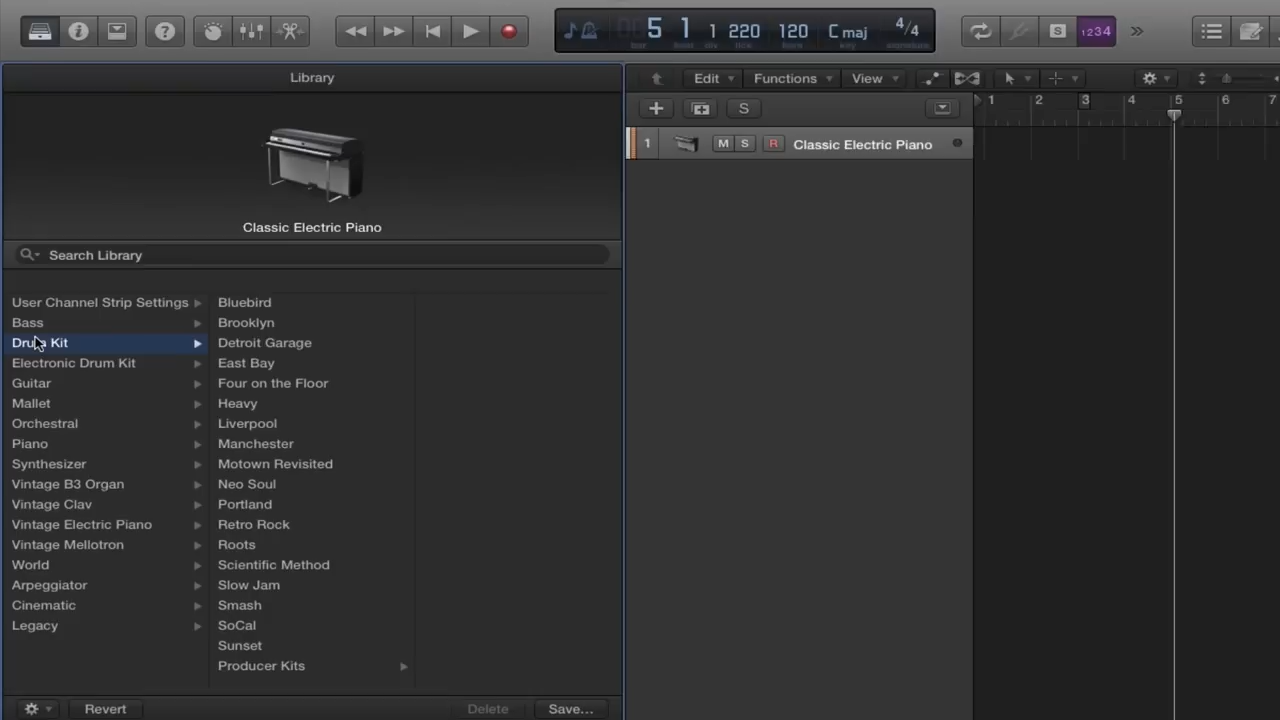 5 1 1 220 120 C maj 4/4
1234
Library
Edit Functions View
S
1 2 3 4 5 6 7
1 M S R Classic Electric Piano
Classic Electric Piano
Search Library
User Channel Strip Settings Bluebird
Bass Brooklyn
Drum Kit Detroit Garage
Electronic Drum Kit East Bay
Guitar Four on the Floor
Mallet Heavy
Orchestral Liverpool
Piano Manchester
Synthesizer Motown Revisited
Vintage B3 Organ Neo Soul
Vintage Clav Portland
Vintage Electric Piano Retro Rock
Vintage Mellotron Roots
World Scientific Method
Arpeggiator Slow Jam
Cinematic Smash
Legacy SoCal
Sunset
Producer Kits
Revert Delete Save...